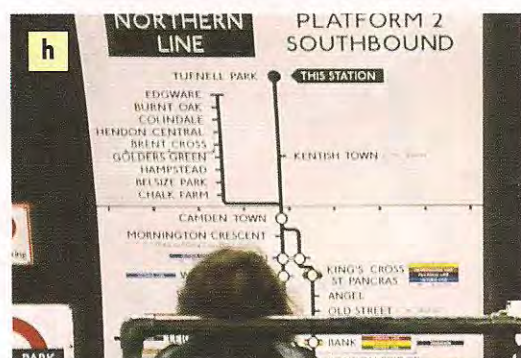 h
NORTHERN
LINE
PLATFORM 2
SOUTHBOUND
TUFNELL PARK
THIS STATION
EDGWARE
BURNT OAK
COLINDALE
HENDON CENTRAL
BRENT CROSS
GOLDERS GREEN
HAMPSTEAD
BELSIZE PARK
CHALK FARM
KENTISH TOWN
CAMDEN TOWN
MORNINGTON CRESCENT
KING'S CROSS
ST PANCRAS
ANGEL
OLD STREET
BANK
PARK